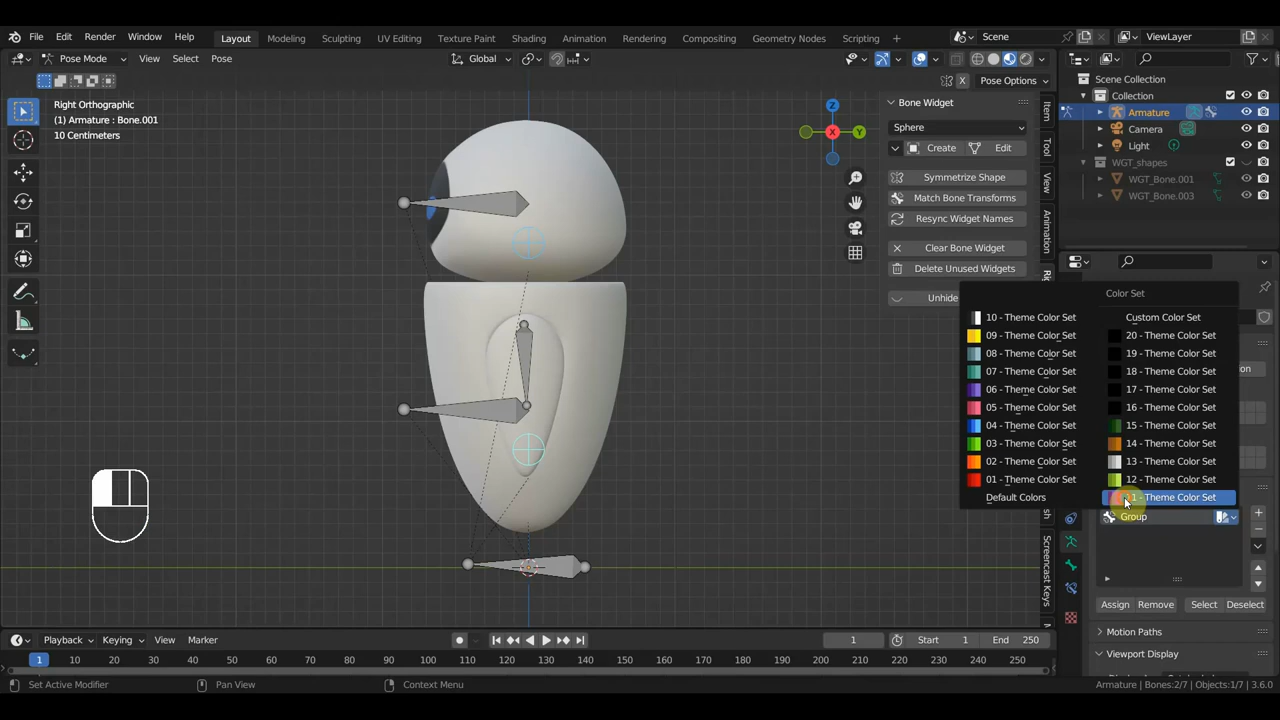 File Edit Render Window Help
Layout Modeling Sculpting UV Editing Texture Paint Shading Animation Rendering Compositing Geometry Nodes Scripting +
Scene ViewLayer
Pose Mode View Select Pose Global
Pose Options
X
Right Orthographic
(1) Armature : Bone.001
10 Centimeters
Z
X
Y
Bone Widget
Sphere
Create Edit
Symmetrize Shape
Match Bone Transforms
Resync Widget Names
Clear Bone Widget
Delete Unused Widgets
Unhide
Item
Tool
View
Animation
Screencast Keys
Scene Collection
Collection
Armature
Camera
Light
WGT_shapes
WGT_Bone.001
WGT_Bone.003
Color Set
10 - Theme Color Set Custom Color Set
09 - Theme Color Set 20 - Theme Color Set
08 - Theme Color Set 19 - Theme Color Set
07 - Theme Color Set 18 - Theme Color Set
06 - Theme Color Set 17 - Theme Color Set
05 - Theme Color Set 16 - Theme Color Set
04 - Theme Color Set 15 - Theme Color Set
03 - Theme Color Set 14 - Theme Color Set
02 - Theme Color Set 13 - Theme Color Set
01 - Theme Color Set 12 - Theme Color Set
Default Colors 11 - Theme Color Set
Group
Assign Remove Select Deselect
Motion Paths
Viewport Display
Playback Keying View Marker
1 Start 1 End 250
1 10 20 30 40 50 60 70 80 90 100 110 120 130 140 150 160 170 180 190 200 210 220 230 240 250
Set Active Modifier Pan View Context Menu Armature | Bones:2/7 | Objects:1/7 | 3.6.0